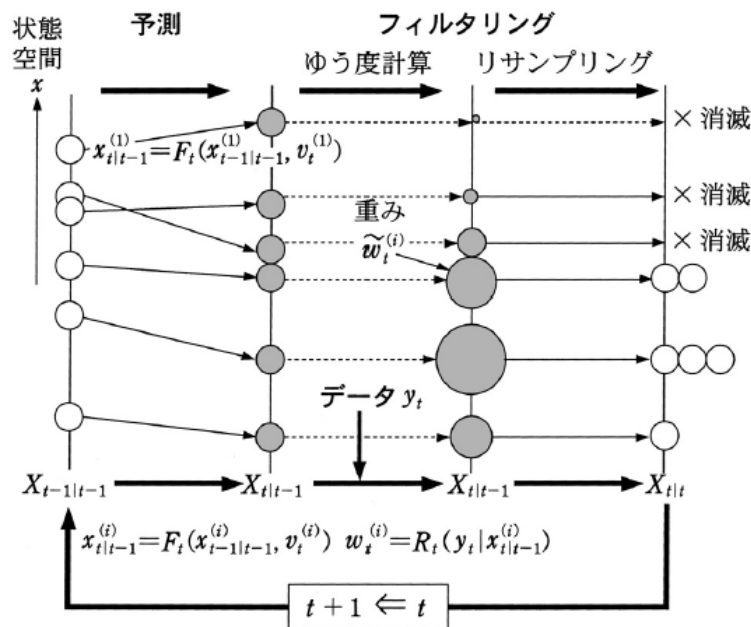 状態
空間
x
予測
フィルタリング
ゆう度計算 リサンプリング
x_{t|t-1}^{(1)}=F_t(x_{t-1|t-1}^{(1)}, v_t^{(1)})
× 消滅
× 消滅
× 消滅
重み
w̃_t^{(i)}
データ y_t
X_{t-1|t-1} X_{t|t-1} X_{t|t-1} X_{t|t}
x_{t|t-1}^{(i)}=F_t(x_{t-1|t-1}^{(i)}, v_t^{(i)}) w_t^{(i)}=R_t(y_t|x_{t|t-1}^{(i)})
t+1 ⇐ t